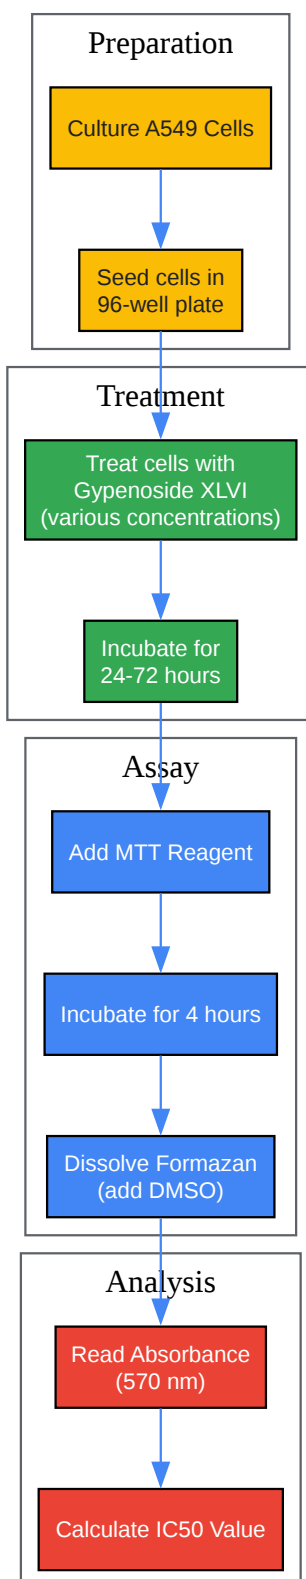 Preparation
Culture A549 Cells
Seed cells in
96-well plate
Treatment
Treat cells with
Gypenoside XLVI
(various concentrations)
Incubate for
24-72 hours
Assay
Add MTT Reagent
Incubate for 4 hours
Dissolve Formazan
(add DMSO)
Analysis
Read Absorbance
(570 nm)
Calculate IC50 Value